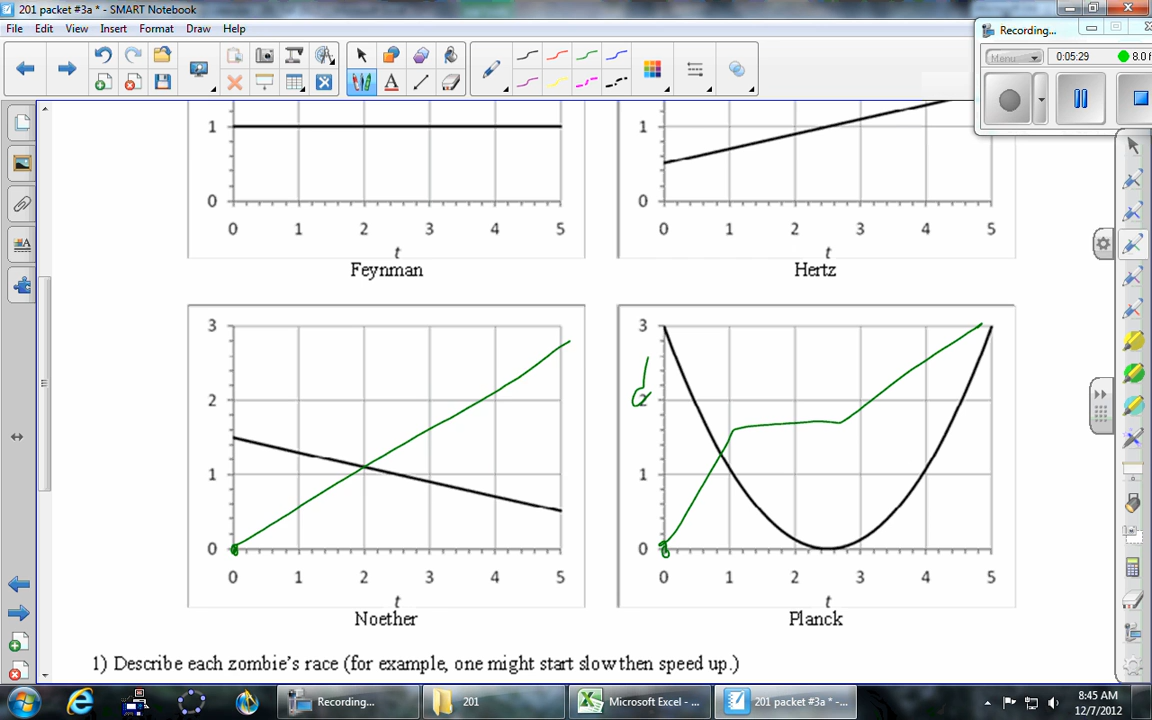 201 packet #3a * - SMART Notebook
File Edit View Insert Format Draw Help
Recording...
Menu
0:05:29
8.0 f
1
0
0 1 2 3 4 5
t
Feynman
1
0
0 1 2 3 4 5
t
Hertz
3
2
1
0
0 1 2 3 4 5
t
Noether
3
d
1
0
0 1 2 3 4 5
t
Planck
1) Describe each zombie's race (for example, one might start slow then speed up.)
Recording...
201
Microsoft Excel - ...
201 packet #3a * -...
8:45 AM
12/7/2012